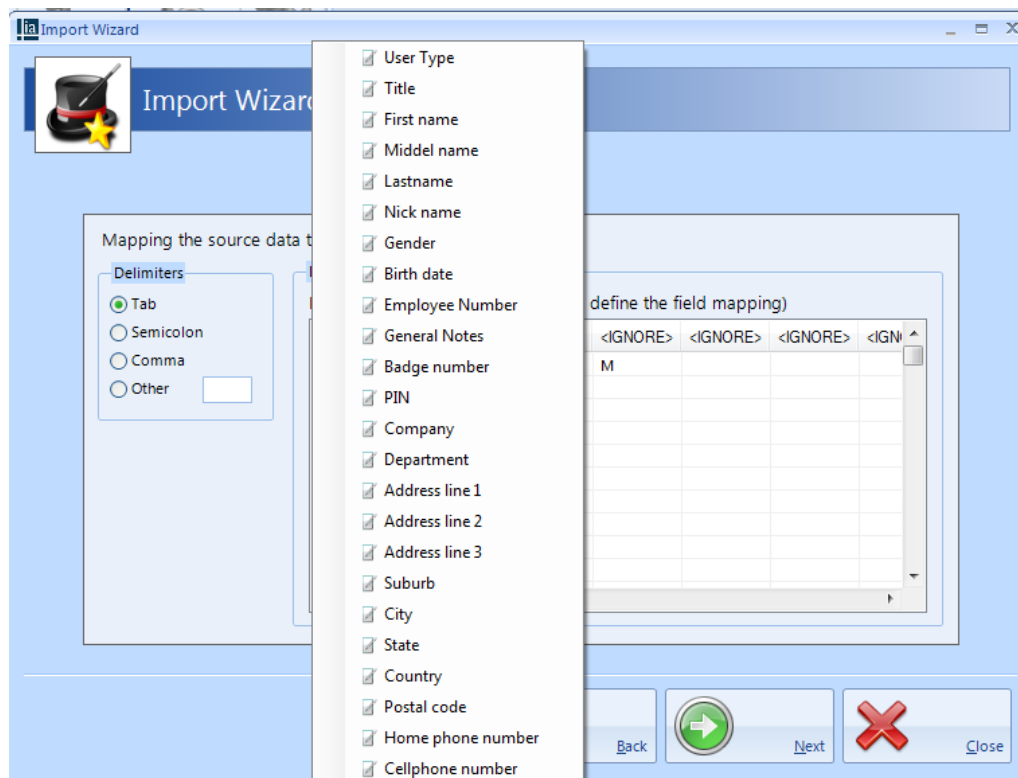 Import Wizard
Import Wizard
Mapping the source data t
Delimiters
Tab
Semicolon
Comma
Other
define the field mapping)
<IGNORE> <IGNORE> <IGNORE> <IGN
M
User Type
Title
First name
Middel name
Lastname
Nick name
Gender
Birth date
Employee Number
General Notes
Badge number
PIN
Company
Department
Address line 1
Address line 2
Address line 3
Suburb
City
State
Country
Postal code
Home phone number
Cellphone number
Back
Next
Close